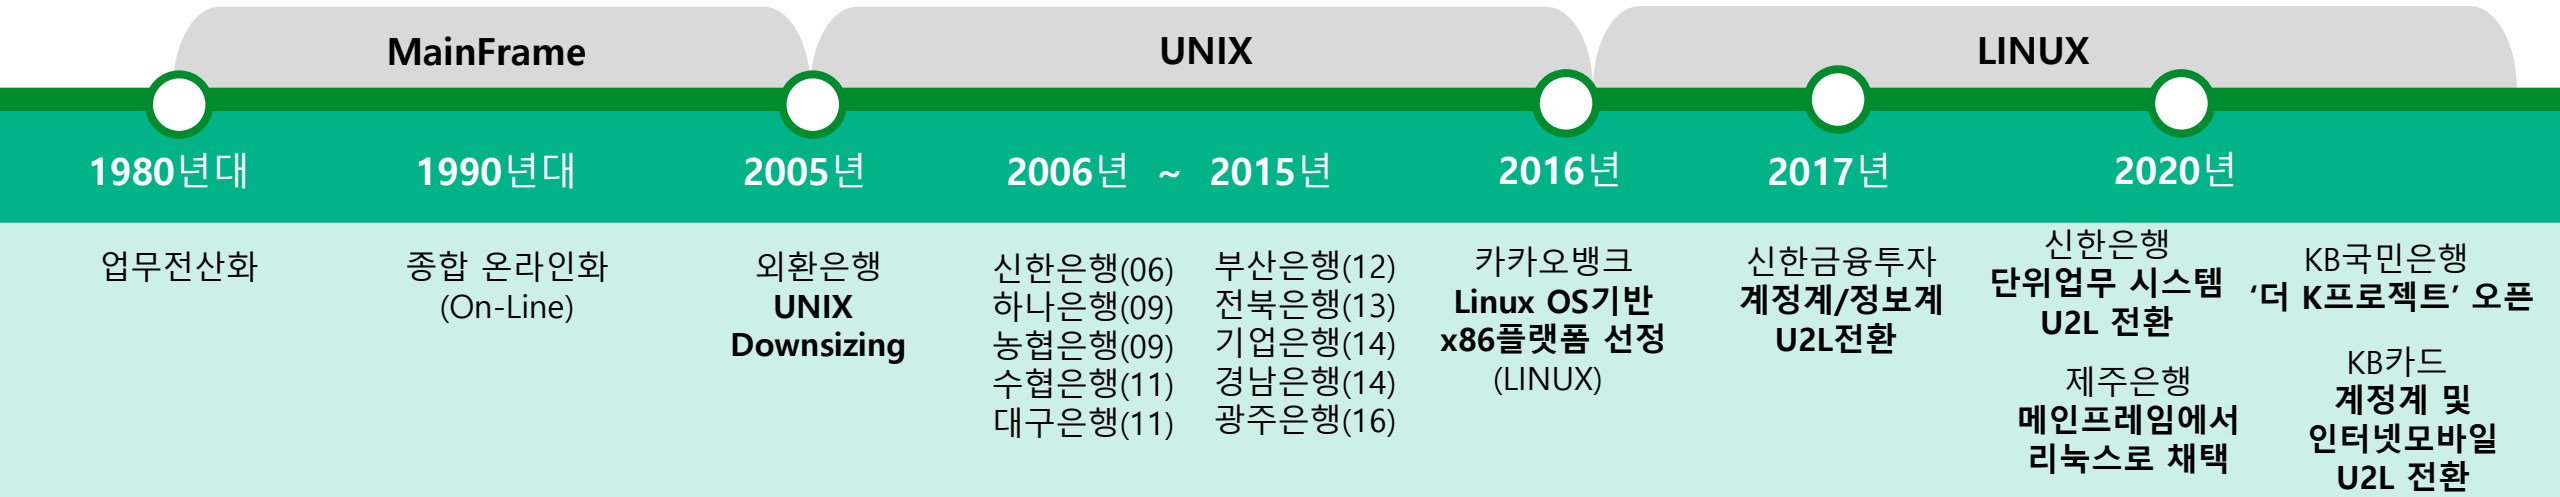 MainFrame
UNIX
LINUX
1980년대
1990년대
2005년
2006년 ~ 2015년
2016년
2017년
2020년
업무전산화
종합 온라인화
(On-Line)
외환은행
UNIX
Downsizing
신한은행(06)
하나은행(09)
농협은행(09)
수협은행(11)
대구은행(11)
부산은행(12)
전북은행(13)
기업은행(14)
경남은행(14)
광주은행(16)
카카오뱅크
Linux OS기반
x86플랫폼 선정
(LINUX)
신한금융투자
계정계/정보계
U2L전환
신한은행
단위업무 시스템
U2L 전환
제주은행
메인프레임에서
리눅스로 채택
KB국민은행
‘더 K프로젝트’ 오픈
KB카드
계정계 및
인터넷모바일
U2L 전환